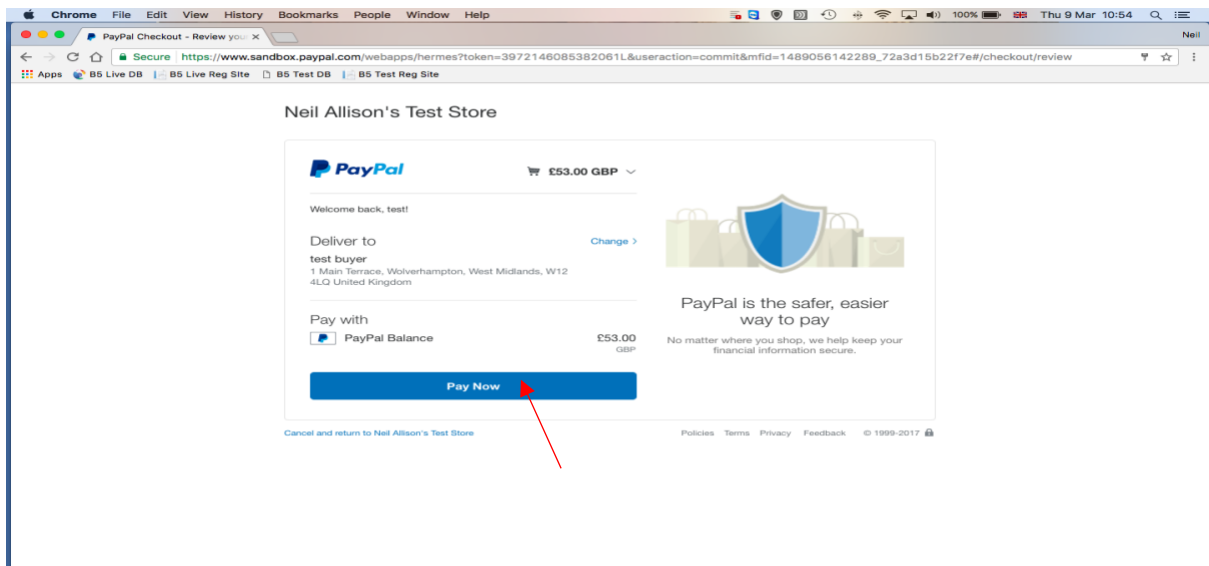 Chrome File Edit View History Bookmarks People Window Help 100% Thu 9 Mar 10:54
PayPal Checkout - Review you Neil
Secure https://www.sandbox.paypal.com/webapps/hermes?token=39721460853820​61L&useraction=commit&mfid=1489056142289_72a3d15b22f7e#/checkout/review
Apps B5 Live DB B5 Live Reg SIte B5 Test DB B5 Test Reg Site
Neil Allison's Test Store
PayPal £53.00 GBP
Welcome back, test!
Deliver to Change >
test buyer
1 Main Terrace, Wolverhampton, West Midlands, W12
4LQ United Kingdom
Pay with
PayPal Balance £53.00
GBP
Pay Now
PayPal is the safer, easier
way to pay
No matter where you shop, we help keep your
financial information secure.
Cancel and return to Neil Allison's Test Store
Policies Terms Privacy Feedback © 1999-2017